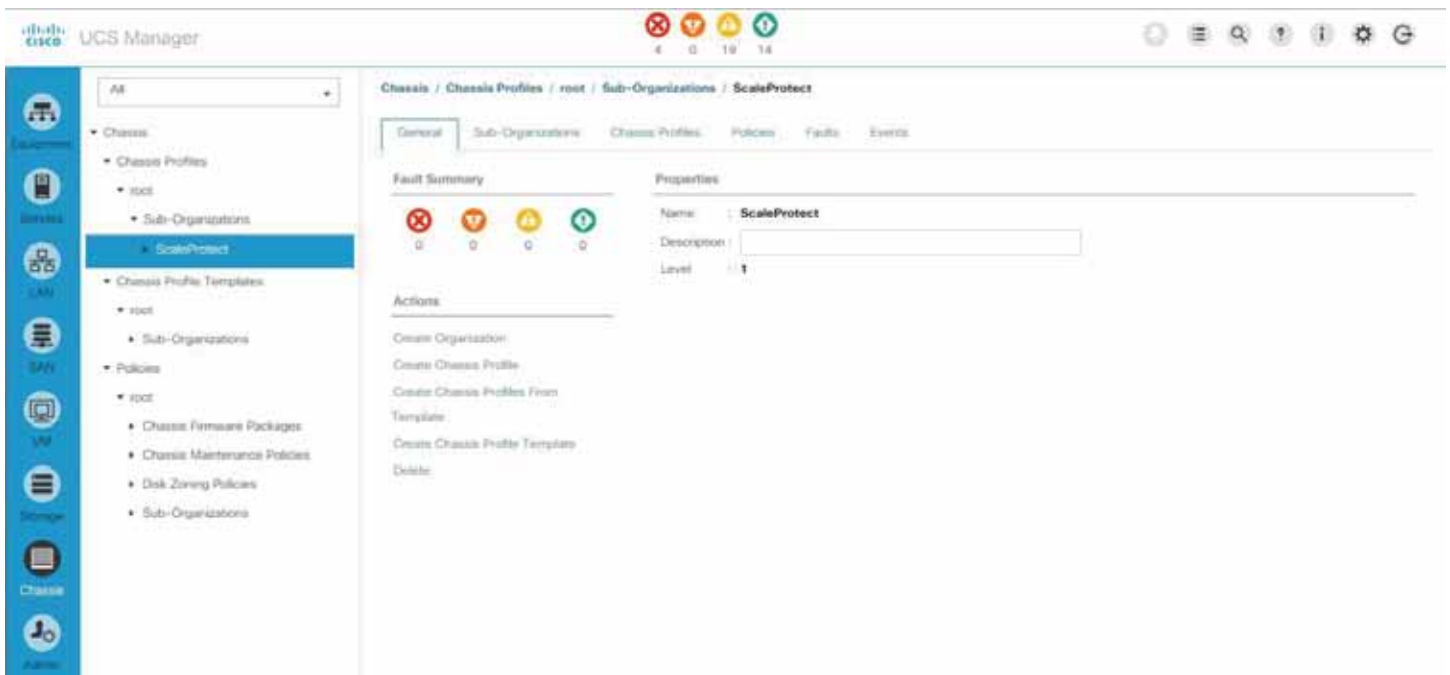 CISCO UCS Manager
4 0 19 14
All
Chassis
Chassis Profiles
root
Sub-Organizations
ScaleProtect
Chassis Profile Templates
root
Sub-Organizations
Policies
root
Chassis Firmware Packages
Chassis Maintenance Policies
Disk Zoning Policies
Sub-Organizations
Equipment
Servers
LAN
SAN
VM
Storage
Chassis
Admin
Chassis / Chassis Profiles / root / Sub-Organizations / ScaleProtect
General Sub-Organizations Chassis Profiles Policies Faults Events
Fault Summary
0 0 0 0
Actions
Create Organization
Create Chassis Profile
Create Chassis Profiles From
Template
Create Chassis Profile Template
Delete
Properties
Name : ScaleProtect
Description :
Level : 1